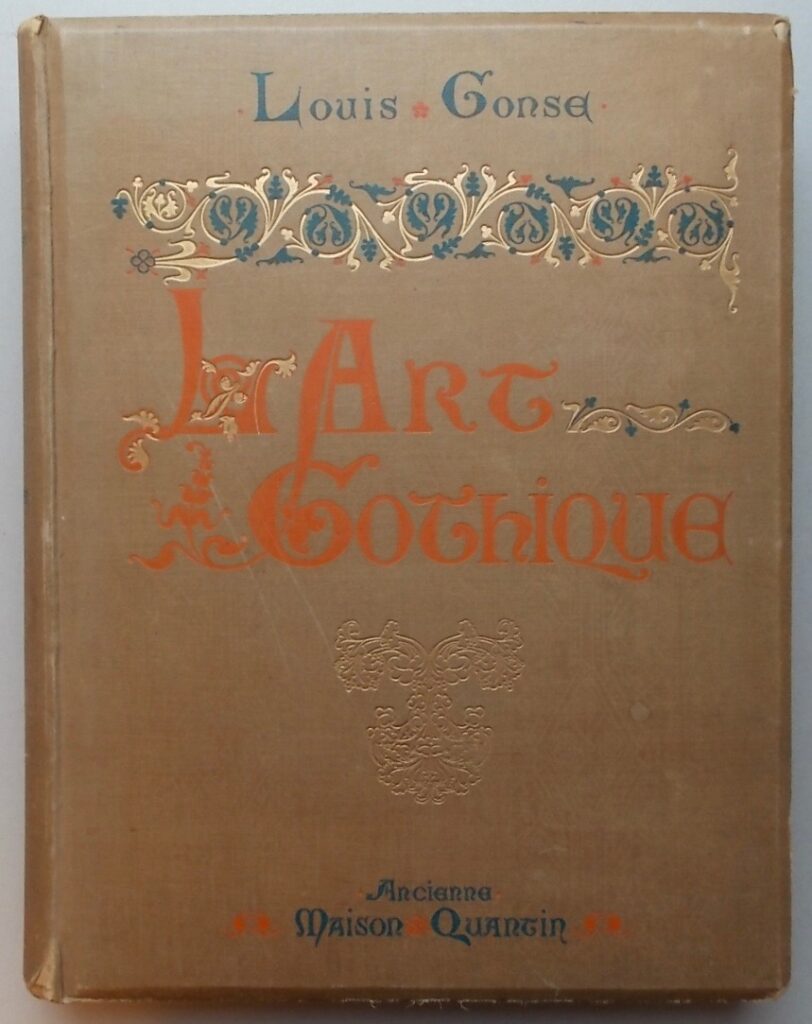 Louis Gonse
L'Art
Gothique
Ancienne
Maison Quantin